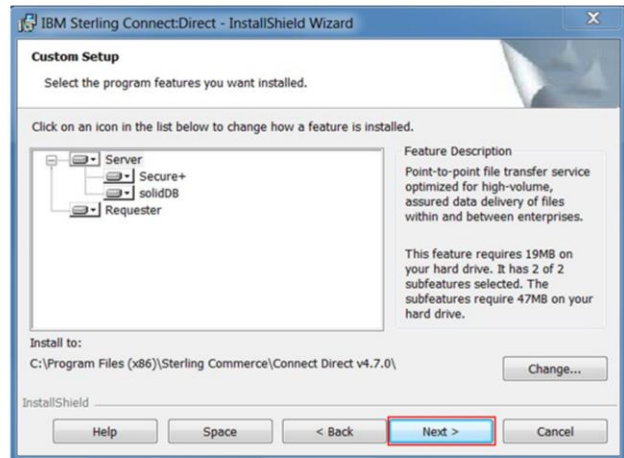 IBM Sterling Connect:Direct - InstallShield Wizard
Custom Setup
Select the program features you want installed.
Click on an icon in the list below to change how a feature is installed.
Server
Secure+
solidDB
Requester
Feature Description
Point-to-point file transfer service
optimized for high-volume,
assured data delivery of files
within and between enterprises.
This feature requires 19MB on
your hard drive. It has 2 of 2
subfeatures selected. The
subfeatures require 47MB on your
hard drive.
Install to:
C:\Program Files (x86)\Sterling Commerce\Connect Direct v4.7.0\
Change...
InstallShield
Help
Space
< Back
Next >
Cancel